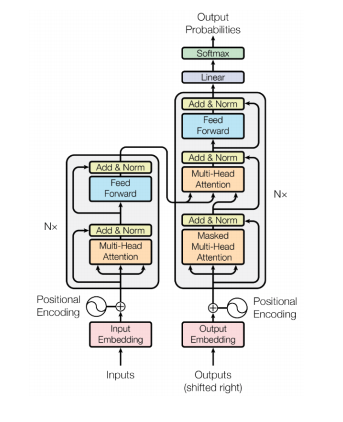 Output
Probabilities
Softmax
Linear
Add & Norm
Feed
Forward
Add & Norm
Multi-Head
Attention
Add & Norm
Masked
Multi-Head
Attention
Nx
Add & Norm
Feed
Forward
Add & Norm
Multi-Head
Attention
Nx
Positional
Encoding
Input
Embedding
Inputs
Positional
Encoding
Output
Embedding
Outputs
(shifted right)